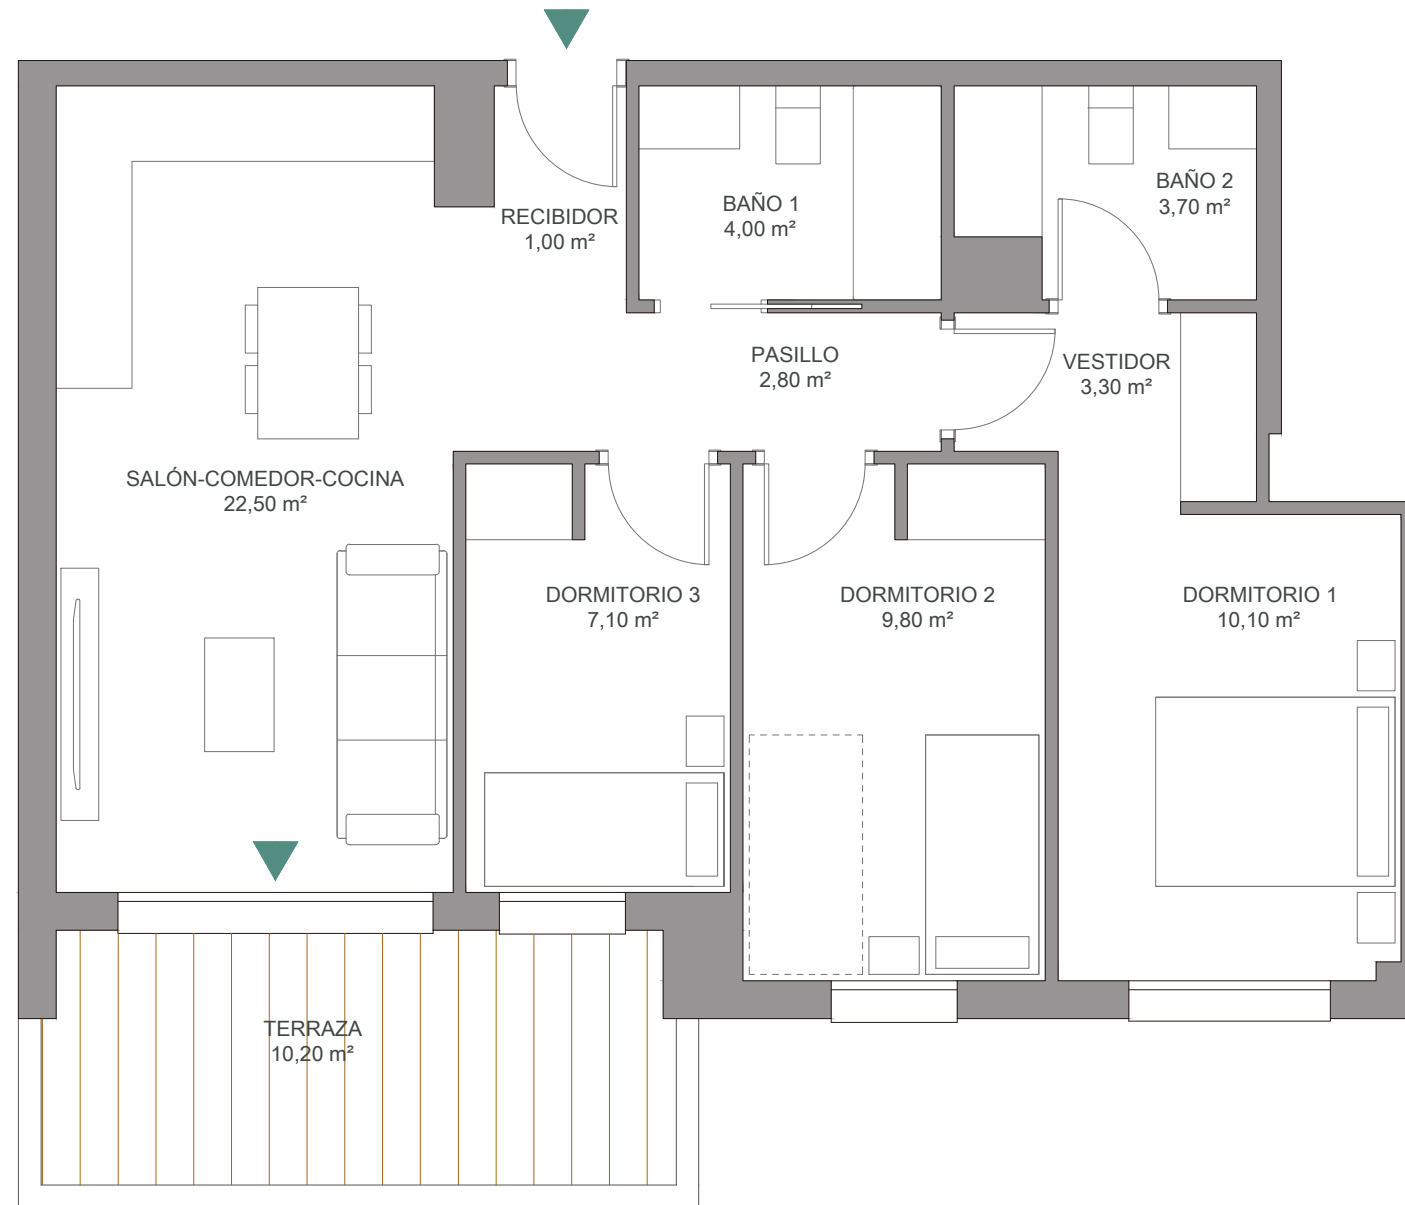 RECIBIDOR
1,00 m²
BAÑO 1
4,00 m²
BAÑO 2
3,70 m²
PASILLO
2,80 m²
VESTIDOR
3,30 m²
SALÓN-COMEDOR-COCINA
22,50 m²
DORMITORIO 3
7,10 m²
DORMITORIO 2
9,80 m²
DORMITORIO 1
10,10 m²
TERRAZA
10,20 m²